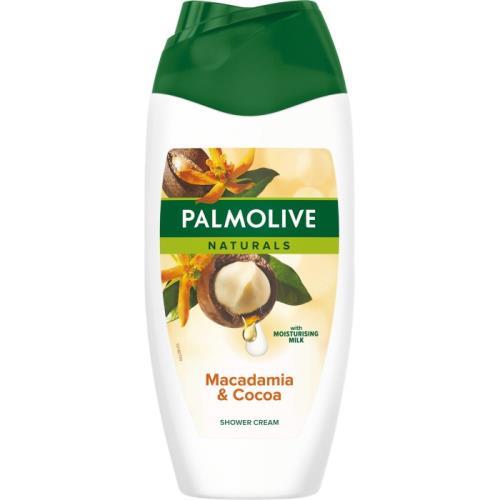 PALMOLIVE
NATURALS
with
MOISTURISING
MILK
Macadamia
& Cocoa
SHOWER CREAM